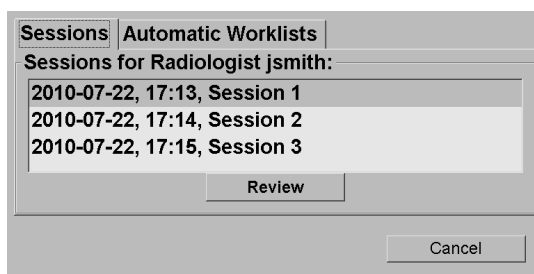 Sessions Automatic Worklists
Sessions for Radiologist jsmith:
2010-07-22, 17:13, Session 1
2010-07-22, 17:14, Session 2
2010-07-22, 17:15, Session 3
Review
Cancel